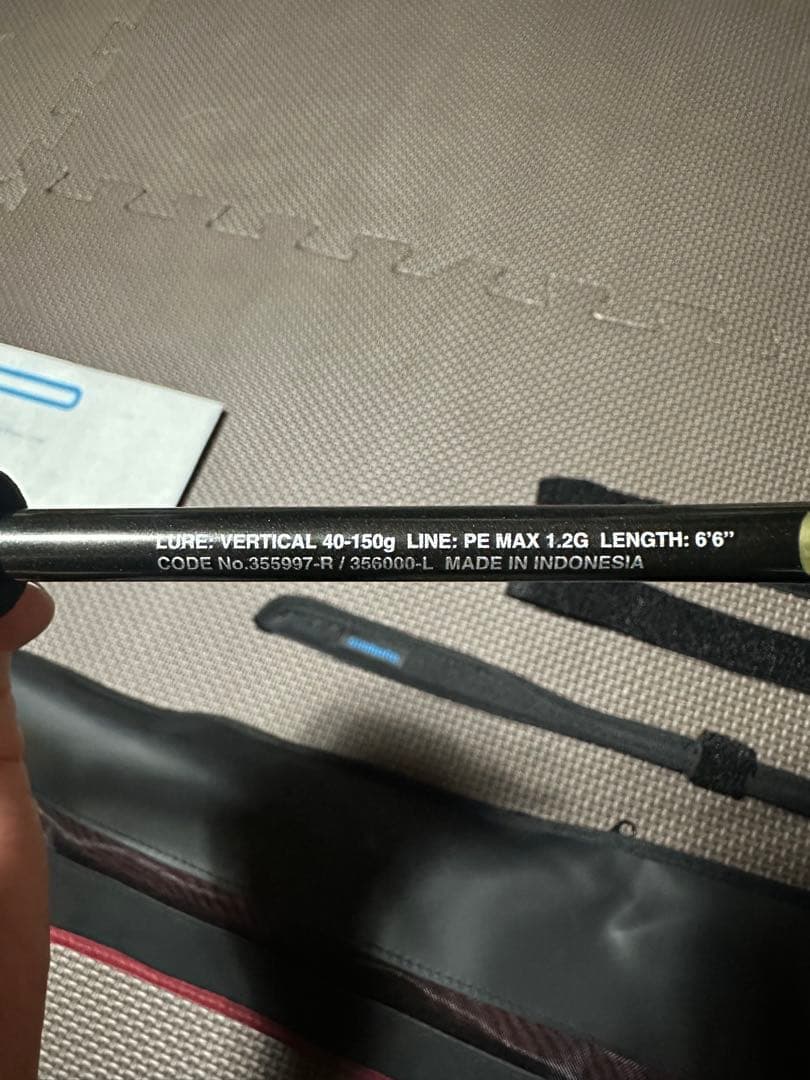 LURE: VERTICAL 40-150g LINE: PE MAX 1.2G LENGTH: 6'6"
CODE No.355997-R / 356000-L MADE IN INDONESIA